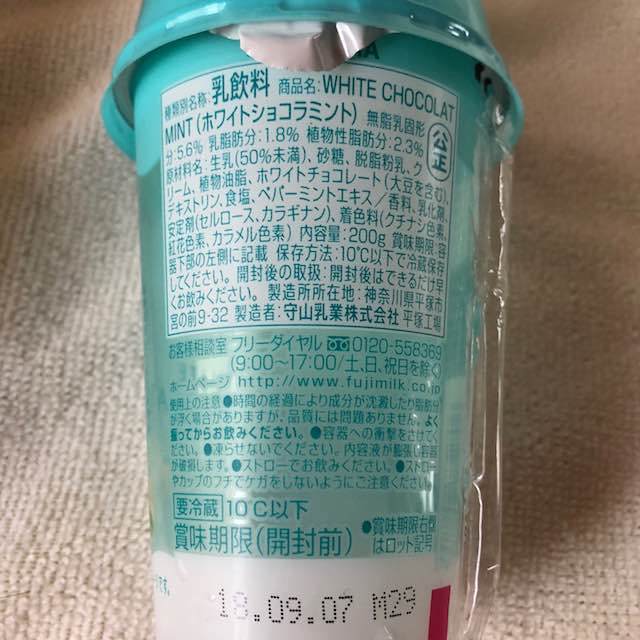 種類別名称:乳飲料 商品名:WHITE CHOCOLAT
MINT(ホワイトショコラミント) 無脂乳固形
分:5.6% 乳脂肪分:1.8% 植物性脂肪分:2.3%
原材料名:生乳(50%未満)、砂糖、脱脂粉乳、ク
リーム、植物油脂、ホワイトチョコレート(大豆を含む)、
デキストリン、食塩、ペパーミントエキス/香料、乳化剤、
安定剤(セルロース、カラギナン)、着色料(クチナシ色素、
紅花色素、カラメル色素) 内容量:200g 賞味期限:容
器下部の左側に記載 保存方法:10℃以下で冷蔵保存
してください。開封後の取扱:開封後はできるだけ早
くお飲みください。製造所所在地:神奈川県平塚市
宮の前9-32 製造者:守山乳業株式会社 平塚工場
公正
お客様相談室 フリーダイヤル 0120-558369
(9:00~17:00/土、日、祝日を除く)
ホームページ http://www.fujimilk.co.jp
使用上の注意 ●時間の経過により成分が沈澱したり脂肪分
が浮く場合がありますが、品質には問題ありません。よく
振ってからお飲みください。●容器への衝撃をさけてく
ださい。●凍らせないでください。内容液が膨張し容器
が破損します。●ストローでお飲みください。●ストロー
やカップのフチでケガをしないようにご注意ください。
要冷蔵 10℃以下
賞味期限(開封前)
●賞味期限右側
はロット記号
18.09.07 M29